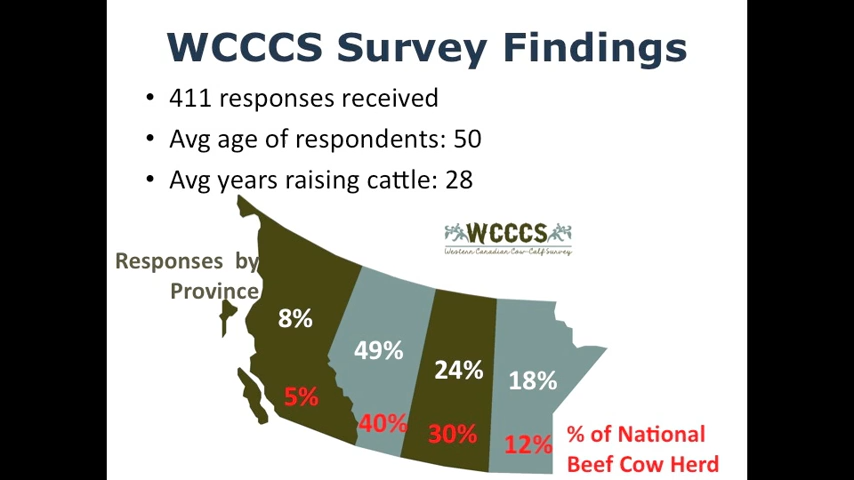 WCCCS Survey Findings
• 411 responses received
• Avg age of respondents: 50
• Avg years raising cattle: 28
WCCCS
Western Canadian Cow-Calf Survey
Responses by
Province
8%
49%
24%
18%
5%
40%
30%
12%
% of National
Beef Cow Herd